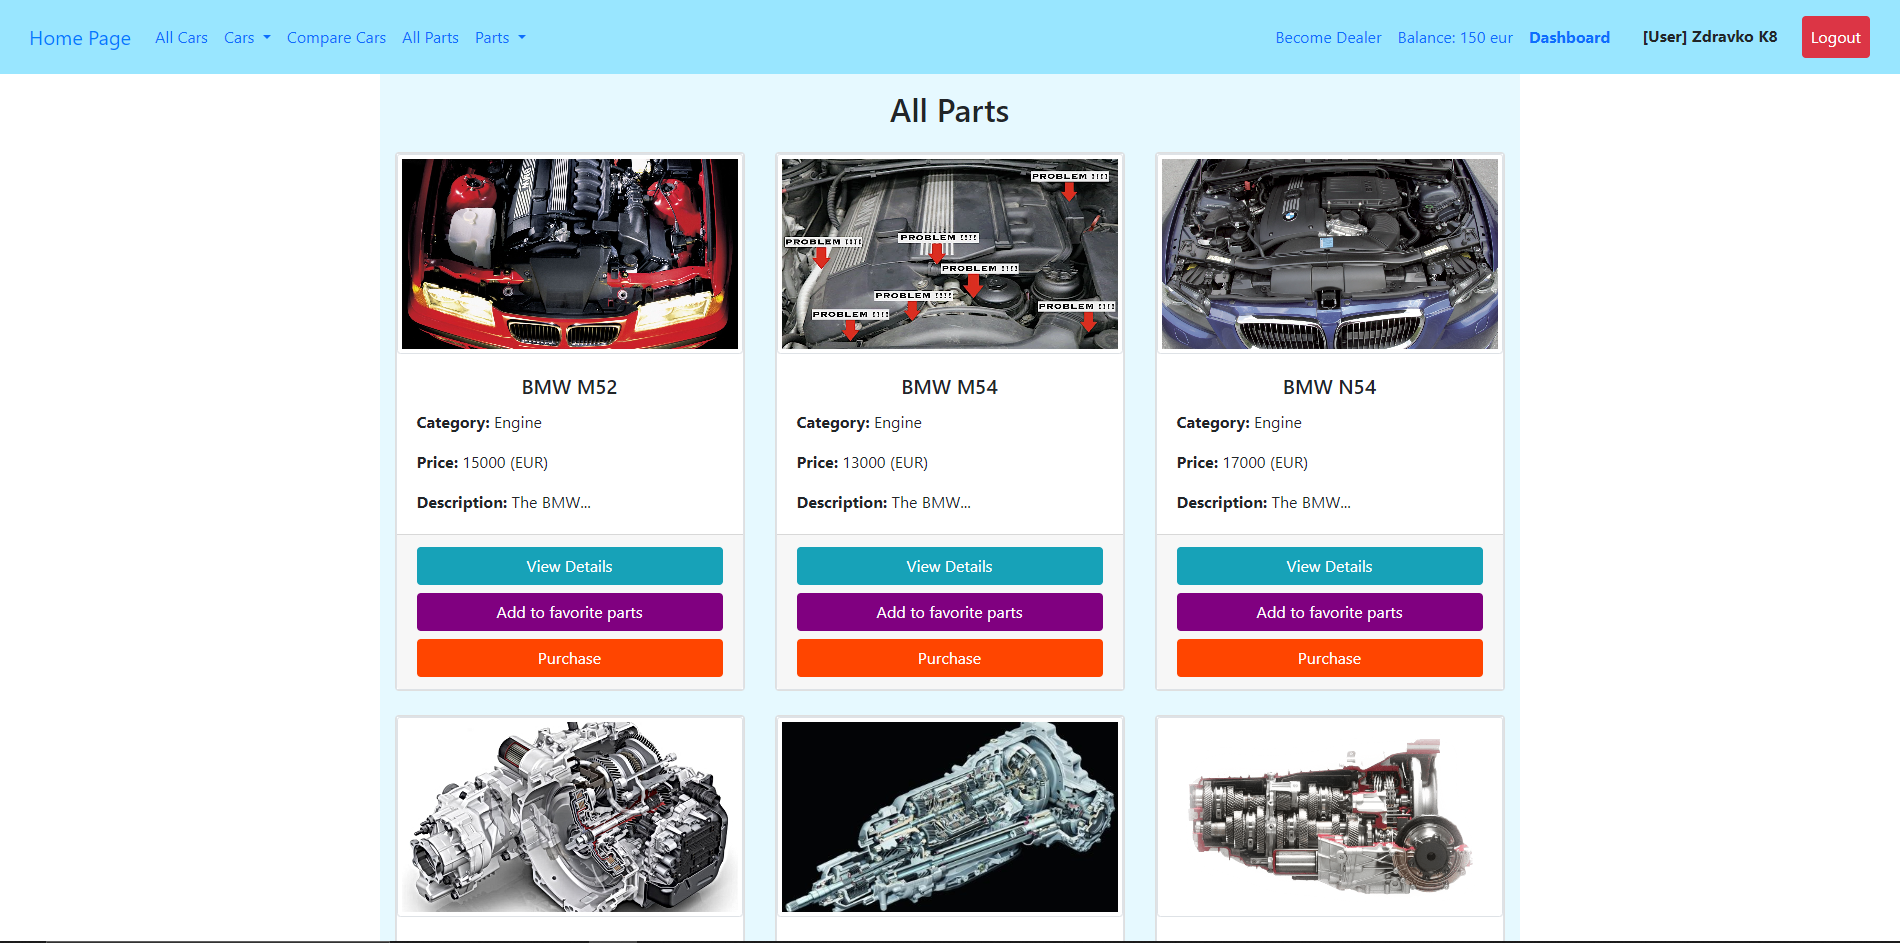 Home Page All Cars Cars Compare Cars All Parts Parts Become Dealer Balance: 150 eur Dashboard [User] Zdravko K8 Logout
All Parts
PROBLEM !!!!
PROBLEM !!!!
PROBLEM !!!!
PROBLEM !!!!
PROBLEM !!!!
PROBLEM !!!!
PROBLEM !!!!
BMW M52
Category: Engine
Price: 15000 (EUR)
Description: The BMW...
View Details
Add to favorite parts
Purchase
BMW M54
Category: Engine
Price: 13000 (EUR)
Description: The BMW...
View Details
Add to favorite parts
Purchase
BMW N54
Category: Engine
Price: 17000 (EUR)
Description: The BMW...
View Details
Add to favorite parts
Purchase